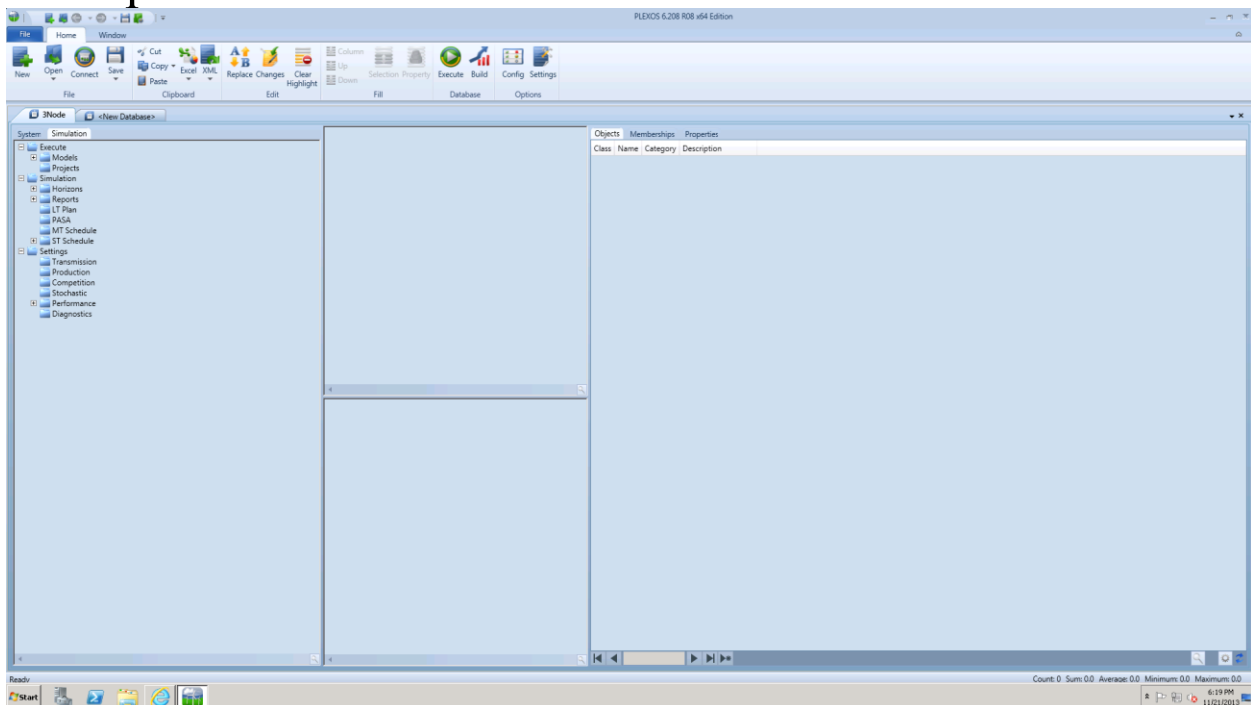 PLEXOS 6.208 R08 x64 Edition
File Home Window
New Open Connect Save Cut Copy Paste Excel XML Replace Changes Clear Highlight Column Up Down Selection Property Execute Build Config Settings
File Clipboard Edit Fill Database Options
3Node <New Database>
System Simulation
Execute
Models
Projects
Simulation
Horizons
Reports
LT Plan
PASA
MT Schedule
ST Schedule
Settings
Transmission
Production
Competition
Stochastic
Performance
Diagnostics
Objects Memberships Properties
Class Name Category Description
Ready
Count: 0 Sum: 0.0 Average: 0.0 Minimum: 0.0 Maximum: 0.0
Start
6:19 PM
11/21/2013